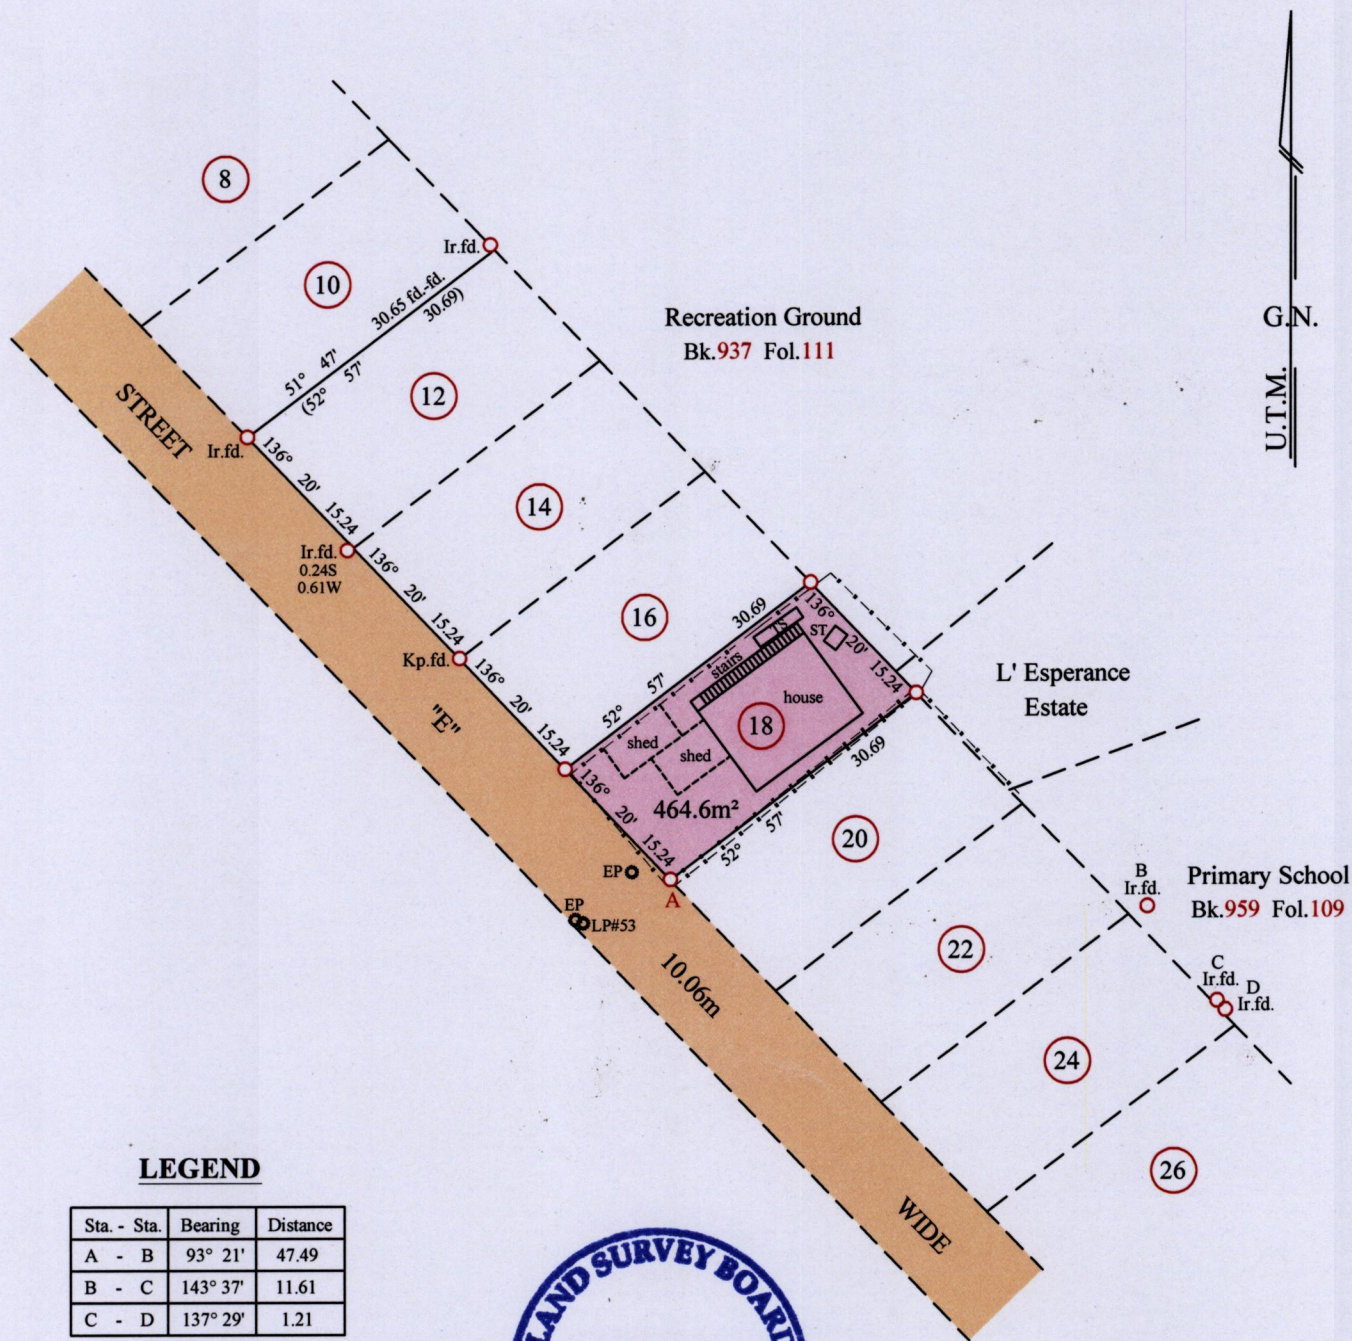 8
Ir.fd.
10
30.65 fd.-fd.
30.69)
51° 47'
(52° 57'
Recreation Ground
Bk.937 Fol.111
G.N.
U.T.M.
12
STREET
Ir.fd.
136° 20' 15.24
14
Ir.fd.
0.24S
0.61W
136° 20' 15.24
16
Kp.fd.
136° 20' 15.24
"E"
52° 57' 30.69
136° 20' 15.24
TS
ST
stairs
house
18
shed
shed
464.6m²
L' Esperance
Estate
136° 20' 15.24
52° 57' 30.69
20
EP
A
EP
LP#53
B
Ir.fd.
Primary School
Bk.959 Fol.109
22
10.06m
C
Ir.fd.
D
Ir.fd.
24
26
WIDE
LEGEND
Sta. - Sta. Bearing Distance
A - B 93° 21' 47.49
B - C 143° 37' 11.61
C - D 137° 29' 1.21
LAND SURVEY BOARD